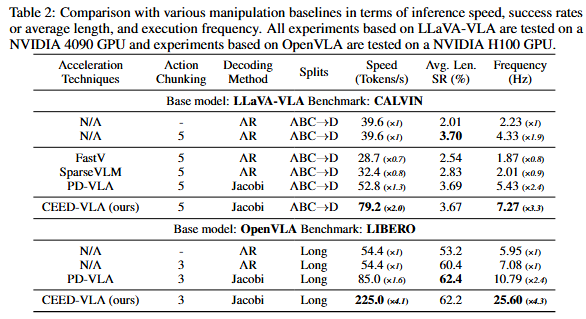 Table 2: Comparison with various manipulation baselines in terms of inference speed, success rates
or average length, and execution frequency. All experiments based on LLaVA-VLA are tested on a
NVIDIA 4090 GPU and experiments based on OpenVLA are tested on a NVIDIA H100 GPU.
Acceleration Action Decoding Splits Speed Avg. Len. Frequency
Techniques Chunking Method (Tokens/s) SR (%) (Hz)
Base model: LLaVA-VLA Benchmark: CALVIN
N/A - AR ABC→D 39.6 (×1) 2.01 2.23 (×1)
N/A 5 AR ABC→D 39.6 (×1) 3.70 4.33 (×1.9)
FastV 5 AR ABC→D 28.7 (×0.7) 2.54 1.87 (×0.8)
SparseVLM 5 AR ABC→D 32.4 (×0.8) 2.83 2.01 (×0.9)
PD-VLA 5 Jacobi ABC→D 52.8 (×1.3) 3.69 5.43 (×2.4)
CEED-VLA (ours) 5 Jacobi ABC→D 79.2 (×2.0) 3.67 7.27 (×3.3)
Base model: OpenVLA Benchmark: LIBERO
N/A - AR Long 54.4 (×1) 53.2 5.95 (×1)
N/A 3 AR Long 54.4 (×1) 60.4 7.08 (×1)
PD-VLA 3 Jacobi Long 85.0 (×1.6) 62.4 10.79 (×2.4)
CEED-VLA (ours) 3 Jacobi Long 225.0 (×4.1) 62.2 25.60 (×4.3)